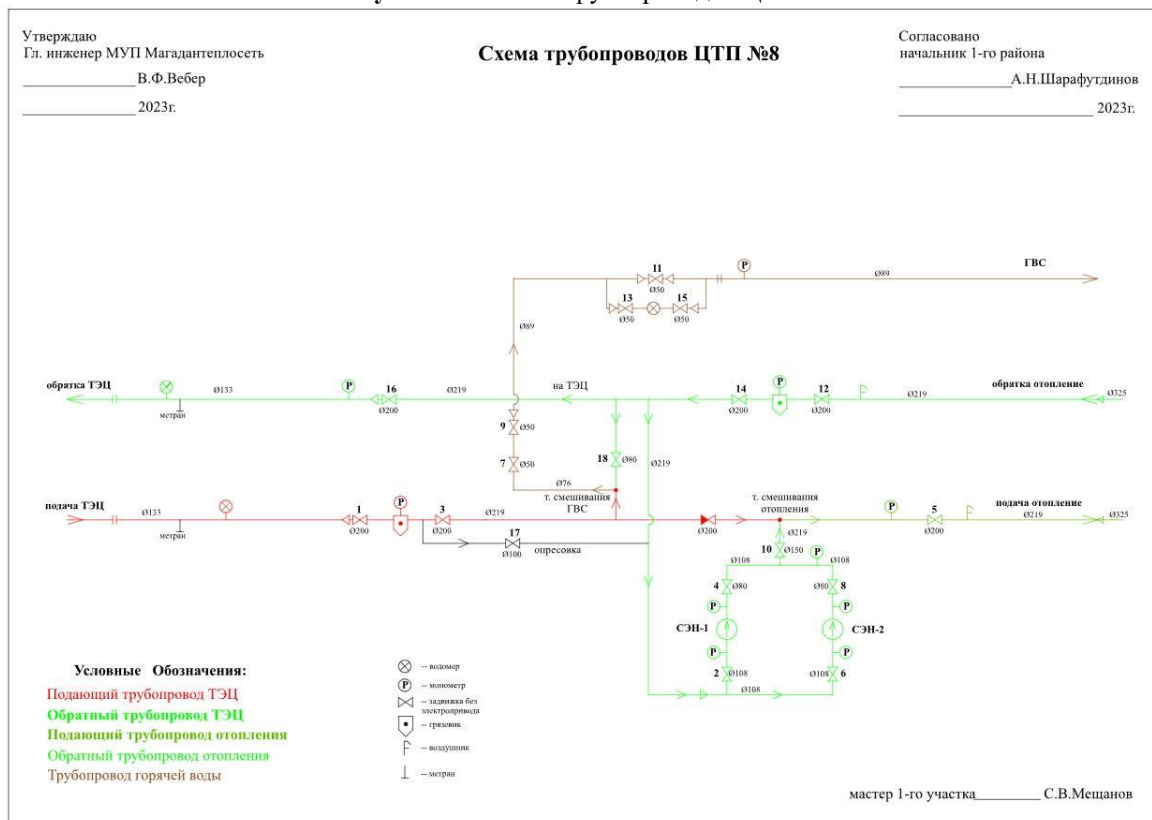 Утверждаю
Гл. инженер МУП Магадантеплосеть
В.Ф.Вебер
2023г.
Схема трубопроводов ЦТП №8
Согласовано
начальник 1-го района
А.Н.Шарафутдинов
2023г.
11
P
Ø89
ГВС
Ø50
13
15
Ø50
Ø50
Ø89
обратка ТЭЦ
Ø133
P
16
Ø219
на ТЭЦ
14
P
12
обратка отопление
Ø325
метран
Ø200
Ø200
Ø200
Ø219
9
Ø50
7
Ø50
18
Ø80
Ø219
Ø76
т. смешивания
ГВС
т. смешивания
отопления
подача ТЭЦ
Ø133
1
P
3
Ø219
P
5
подача отопление
Ø219
Ø325
метран
Ø200
Ø200
Ø200
Ø200
17
Ø100
опресовка
Ø219
10
Ø150
P
Ø108
Ø108
4
Ø80
Ø80
8
P
P
СЭН-1
СЭН-2
P
P
2
Ø108
Ø108
6
Ø108
Условные Обозначения:
Подающий трубопровод ТЭЦ
Обратный трубопровод ТЭЦ
Подающий трубопровод отопления
Обратный трубопровод отопления
Трубопровод горячей воды
-- водомер
P -- монометр
-- задвижка без
электропривода
-- грязевик
-- воздушник
-- метран
мастер 1-го участка С.В.Мещанов